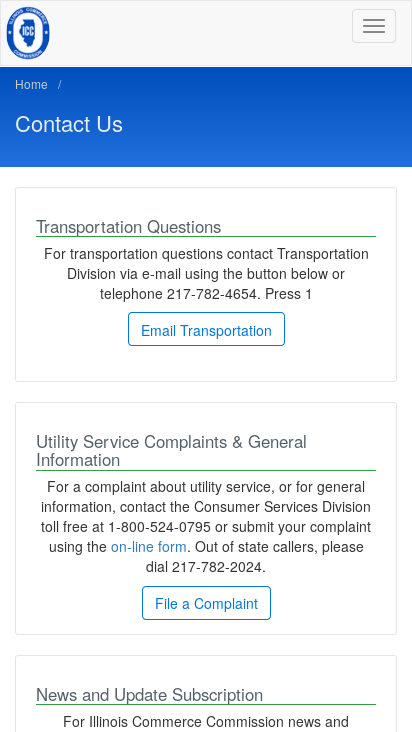 ILLINOIS COMMERCE
ICC
COMMISSION
Home /
Contact Us
Transportation Questions
For transportation questions contact Transportation
Division via e-mail using the button below or
telephone 217-782-4654. Press 1
Email Transportation
Utility Service Complaints & General
Information
For a complaint about utility service, or for general
information, contact the Consumer Services Division
toll free at 1-800-524-0795 or submit your complaint
using the on-line form. Out of state callers, please
dial 217-782-2024.
File a Complaint
News and Update Subscription
For Illinois Commerce Commission news and